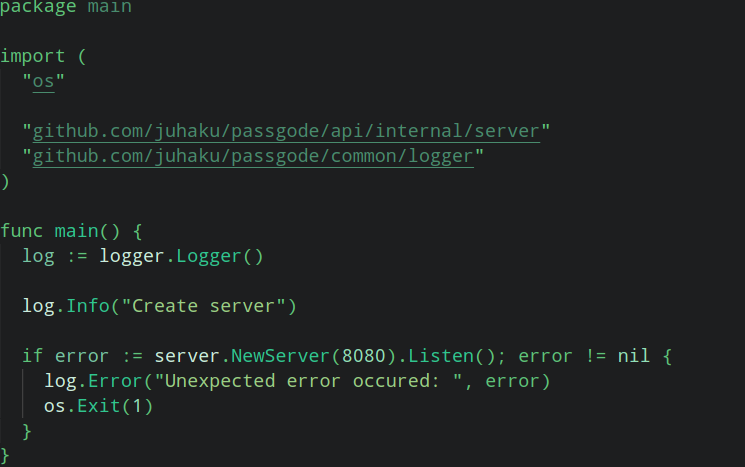 package main
import (
"os"
"github.com/juhaku/passgode/api/internal/server"
"github.com/juhaku/passgode/common/logger"
)
func main() {
log := logger.Logger()
log.Info("Create server")
if error := server.NewServer(8080).Listen(); error != nil {
log.Error("Unexpected error occured: ", error)
os.Exit(1)
}
}